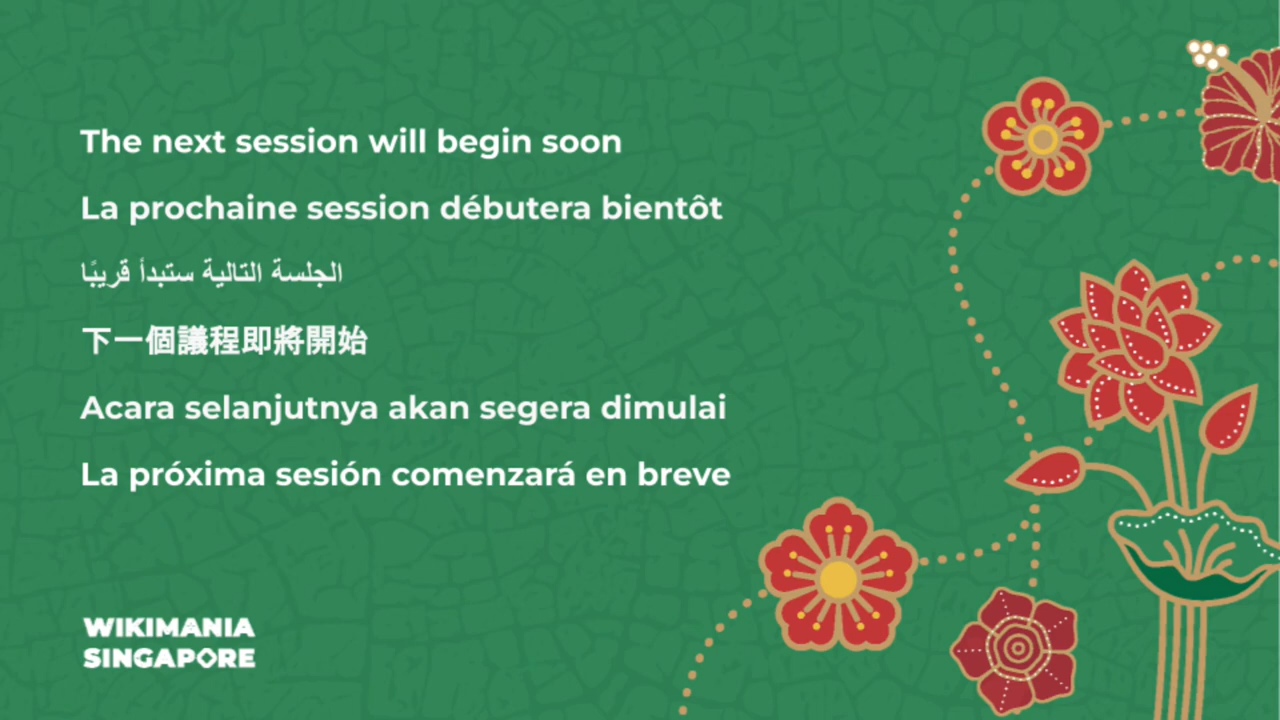 The next session will begin soon
La prochaine session débutera bientôt
الجلسة التالية ستبدأ قريبًا
下一個議程即將開始
Acara selanjutnya akan segera dimulai
La próxima sesión comenzará en breve
WIKIMANIA
SINGAPORE